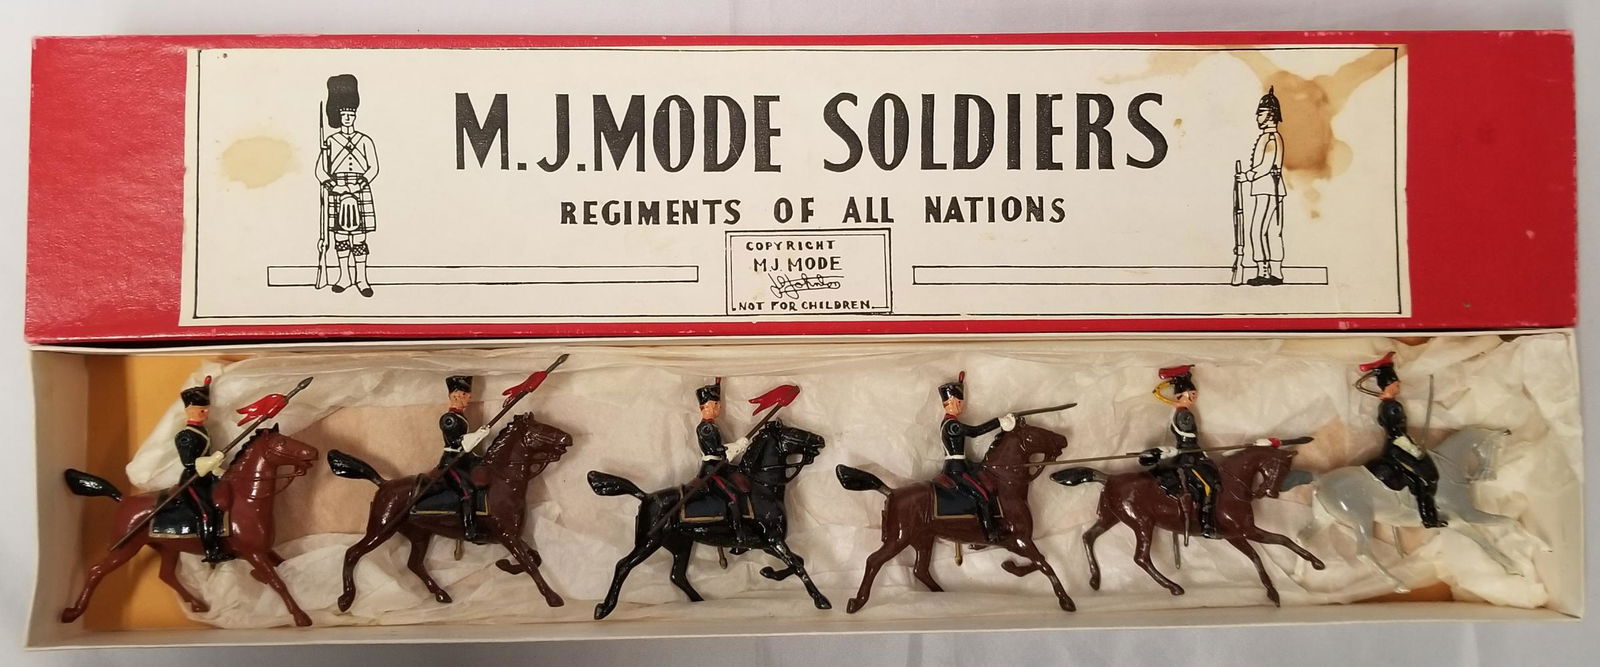 M.J.MODE SOLDIERS
REGIMENTS OF ALL NATIONS
COPYRIGHT
M.J. MODE
NOT FOR CHILDREN.